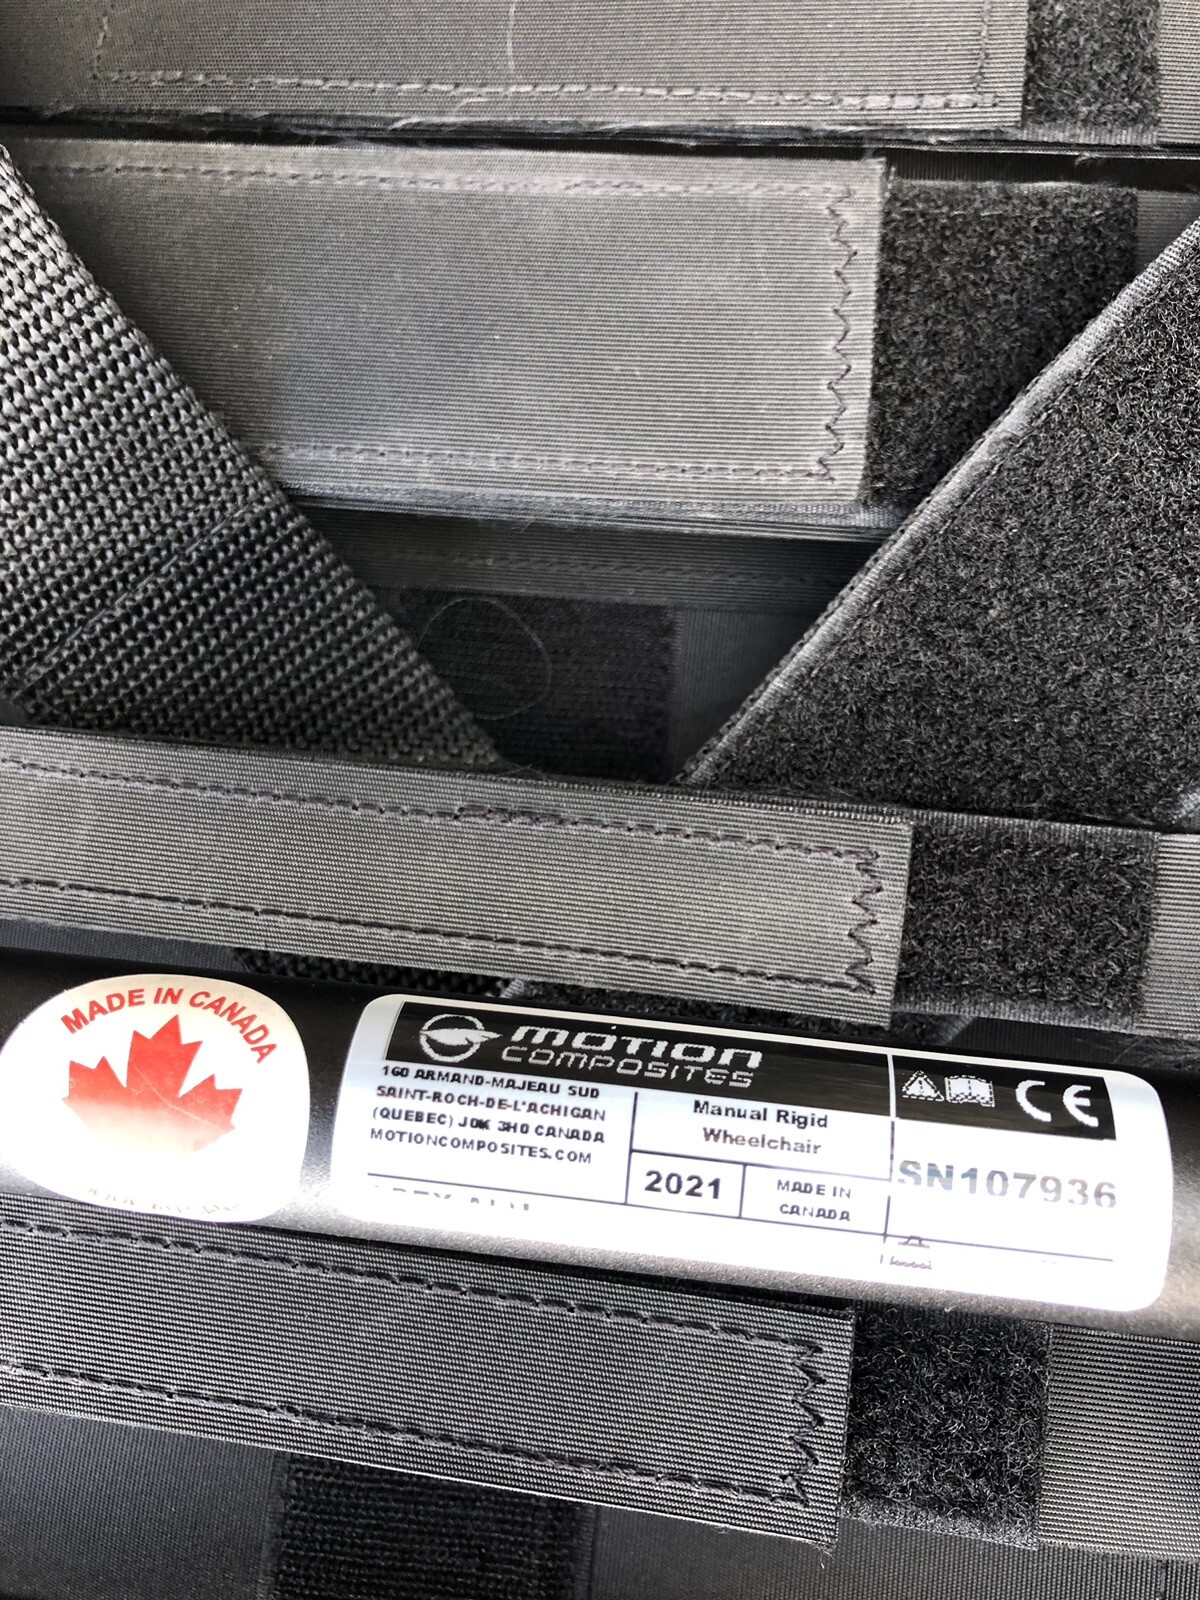 MADE IN CANADA
MOTION
COMPOSITES
160 ARMAND-MAJEAU SUD
SAINT-ROCH-DE-L'ACHIGAN
(QUEBEC) J0K 3H0 CANADA
MOTIONCOMPOSITES.COM
Manual Rigid
Wheelchair
2021
MADE IN
CANADA
CE
SN107936